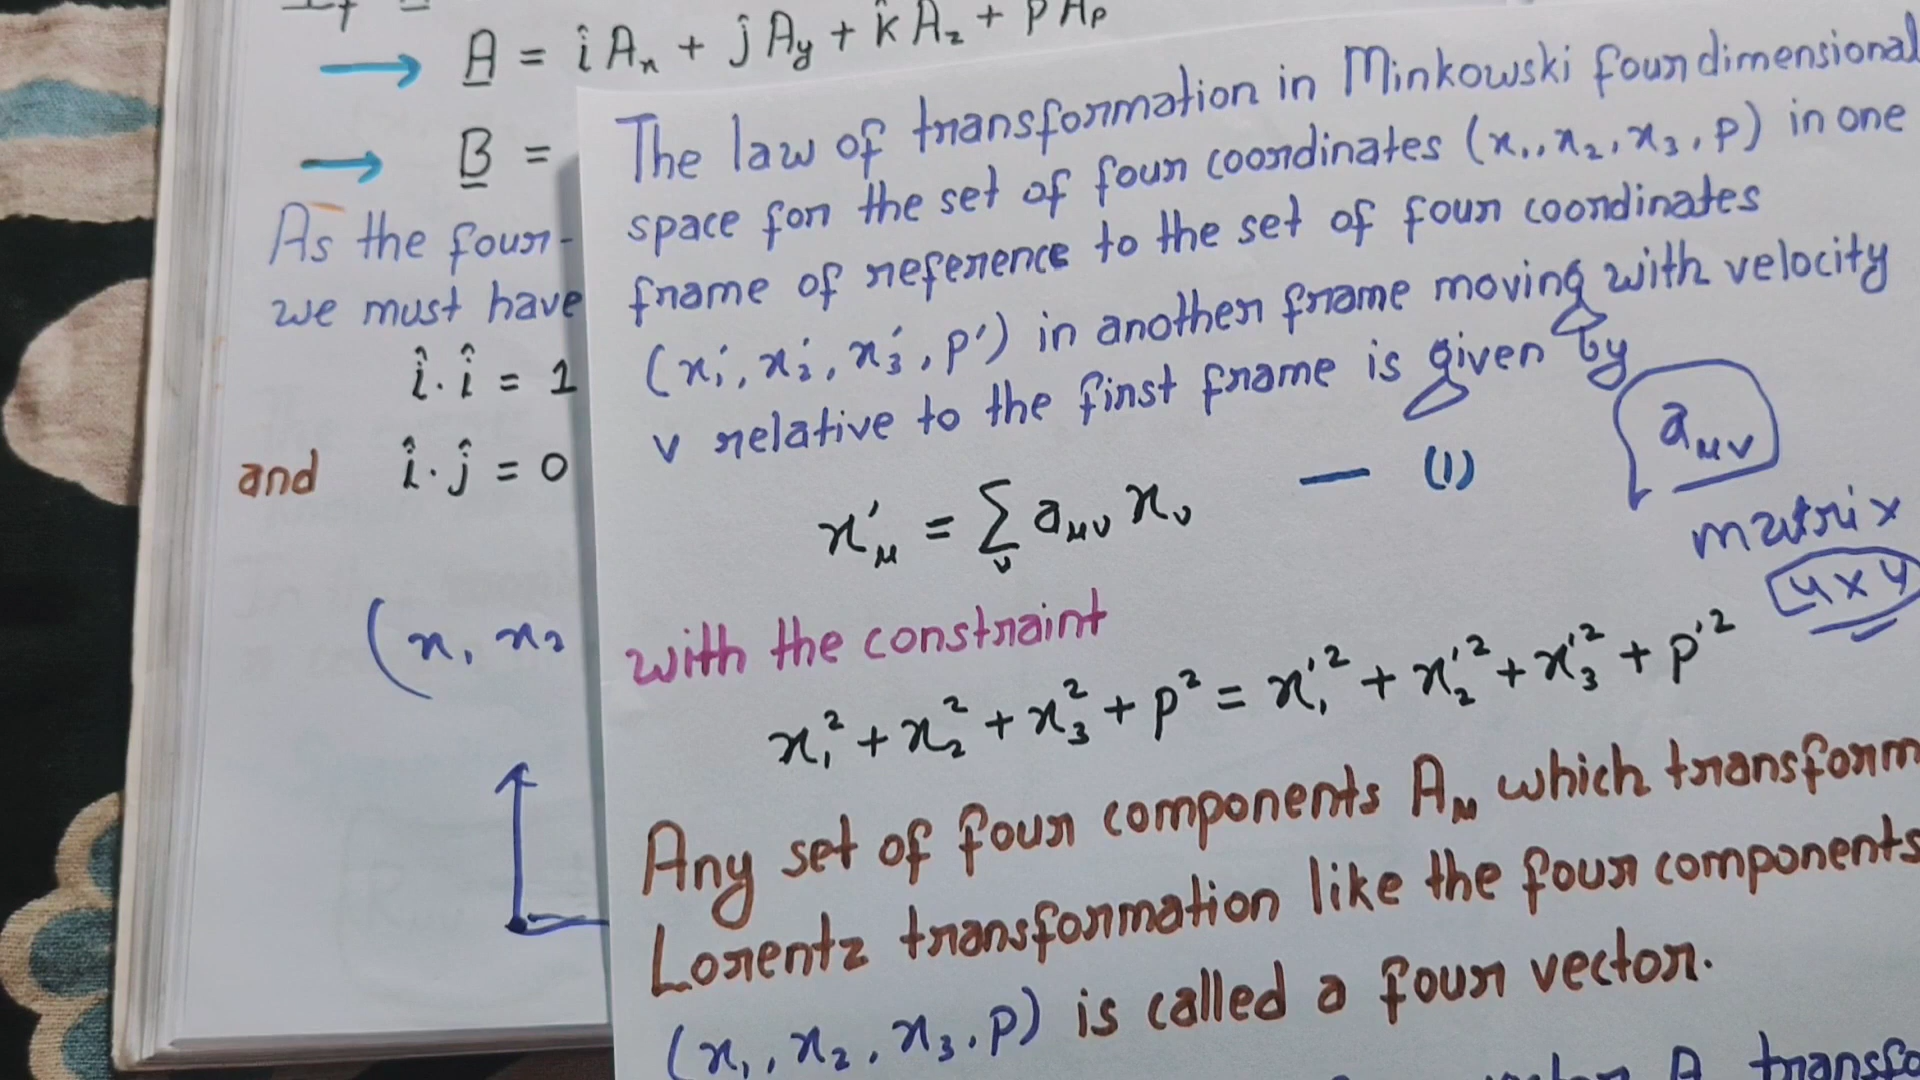 A = îAx + ĵAy + k̂Az + p̂Ap
B =
As the four-
we must have
î.î = 1
and î.ĵ = 0
(x, x2
The law of transformation in Minkowski four dimensional
space for the set of four coordinates (x1, x2, x3, p) in one
frame of reference to the set of four coordinates
(x1', x2', x3', p') in another frame moving with velocity
v relative to the first frame is given by
x'μ = Σν aμν xν — (1)
aμν
matrix
4x4
with the constraint
x1² + x2² + x3² + p² = x1'² + x2'² + x3'² + p'²
Any set of four components Aμ which transform
Lorentz transformation like the four components
(x1, x2, x3, p) is called a four vector.
A transfo